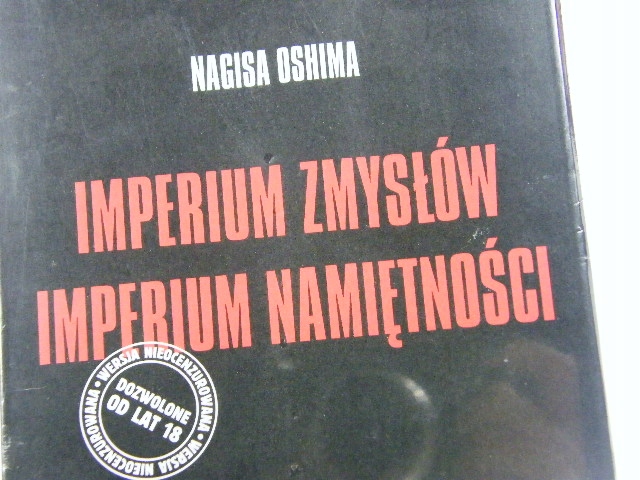 NAGISA OSHIMA
IMPERIUM ZMYSŁÓW
IMPERIUM NAMIĘTNOŚCI
WERSJA NIEOCENZUROWANA • WERSJA NIEOCENZUROWANA •
DOZWOLONE
OD LAT 18